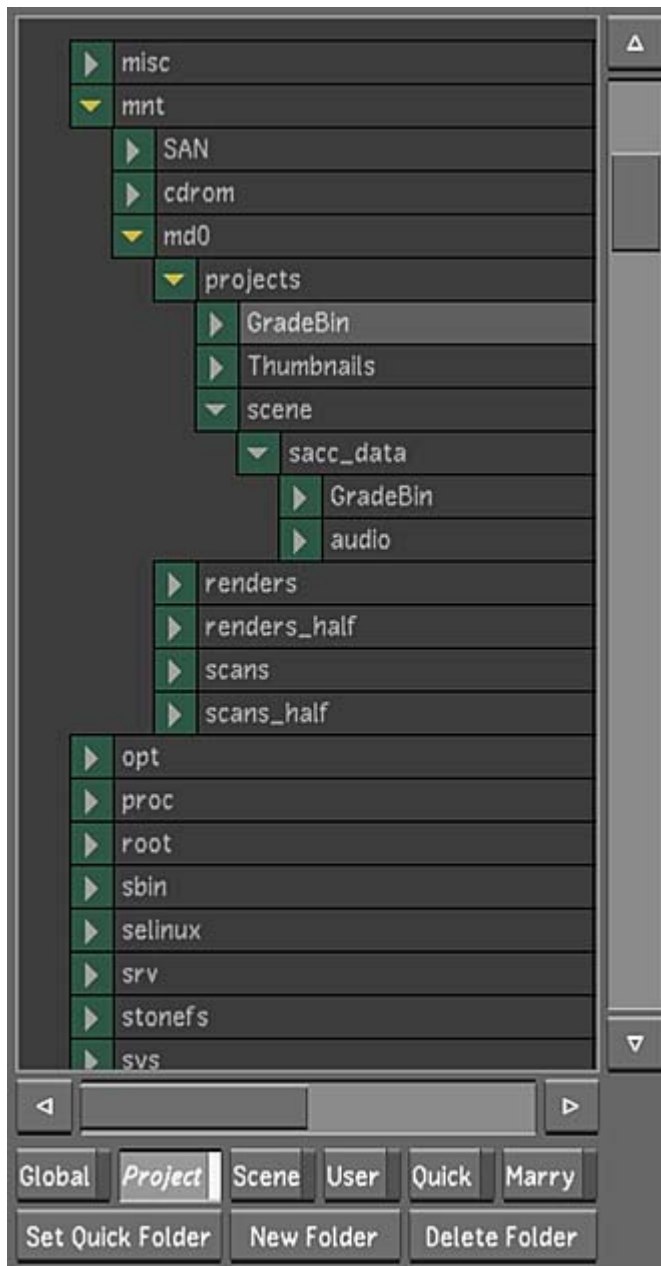 misc
mnt
SAN
cdrom
md0
projects
GradeBin
Thumbnails
scene
sacc_data
GradeBin
audio
renders
renders_half
scans
scans_half
opt
proc
root
sbin
selinux
srv
stonefs
sys
Global Project Scene User Quick Marry
Set Quick Folder New Folder Delete Folder